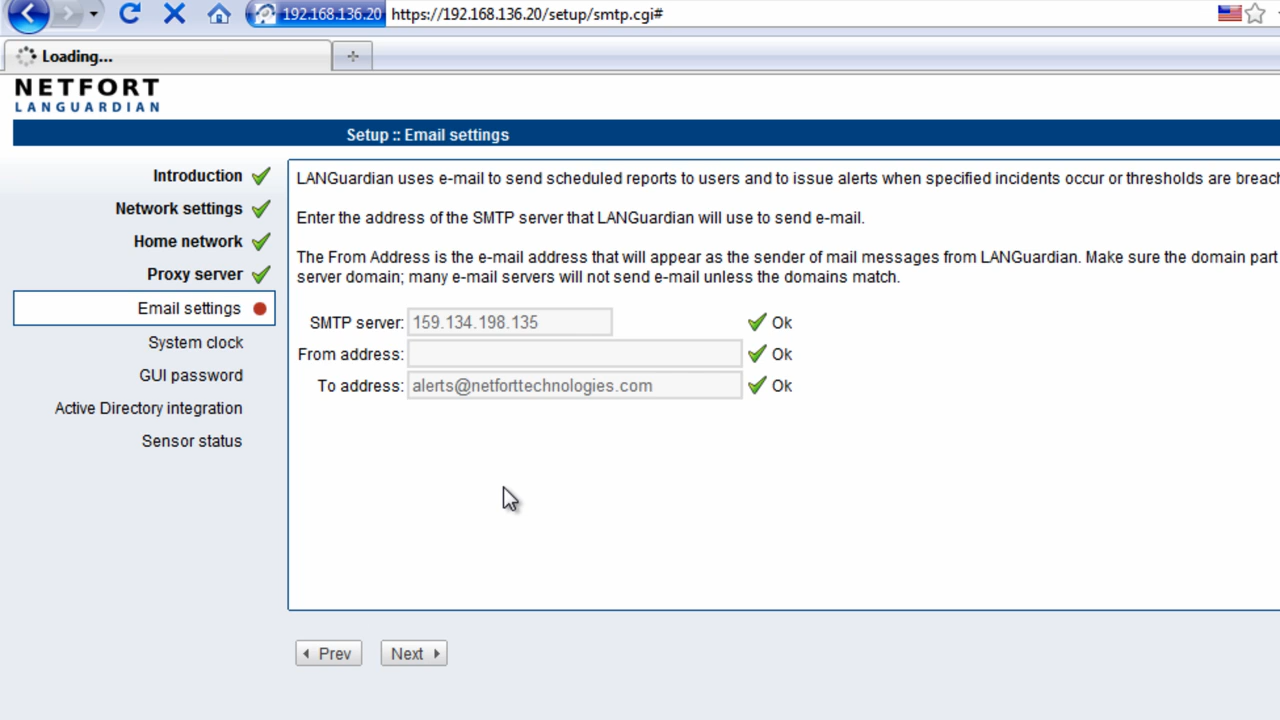 192.168.136.20 https://192.168.136.20/setup/smtp.cgi#
Loading...
NETFORT
LANGUARDIAN
Setup :: Email settings
Introduction
Network settings
Home network
Proxy server
Email settings
System clock
GUI password
Active Directory integration
Sensor status
LANGuardian uses e-mail to send scheduled reports to users and to issue alerts when specified incidents occur or thresholds are breach
Enter the address of the SMTP server that LANGuardian will use to send e-mail.
The From Address is the e-mail address that will appear as the sender of mail messages from LANGuardian. Make sure the domain part
server domain; many e-mail servers will not send e-mail unless the domains match.
SMTP server: 159.134.198.135 Ok
From address: Ok
To address: alerts@netforttechnologies.com Ok
Prev Next